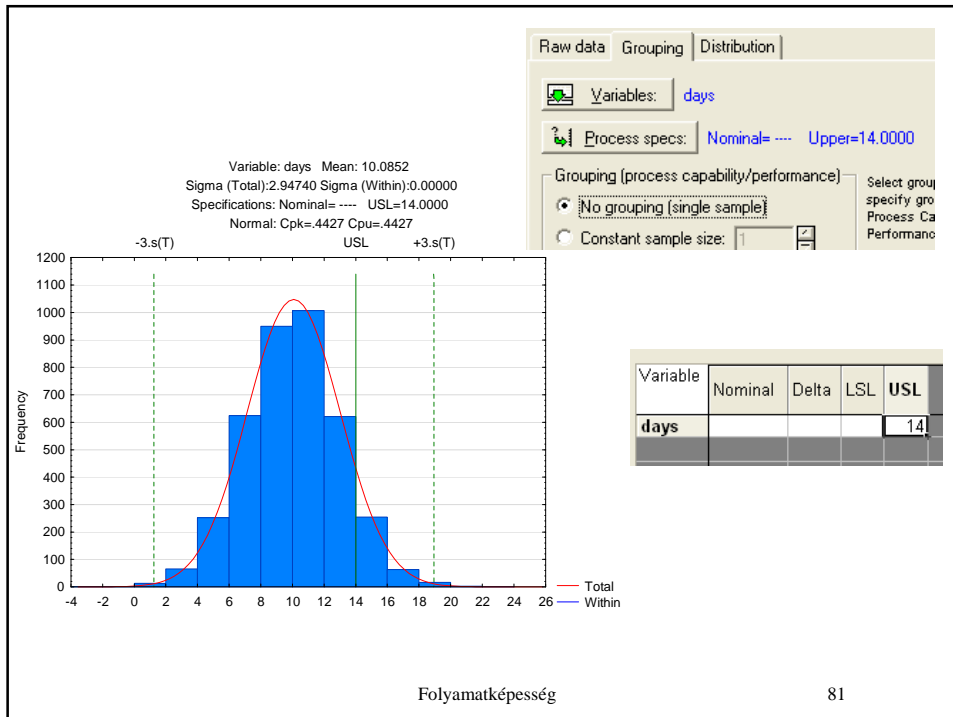 Raw data Grouping Distribution
Variables: days
Process specs: Nominal= ---- Upper=14.0000
Grouping (process capability/performance)
No grouping (single sample)
Constant sample size: 1
Select grou
specify gro
Process Ca
Performanc
Variable: days Mean: 10.0852
Sigma (Total):2.94740 Sigma (Within):0.00000
Specifications: Nominal= ---- USL=14.0000
Normal: Cpk=.4427 Cpu=.4427
-3.s(T) USL +3.s(T)
1200
1100
1000
900
800
700
600
500
400
300
200
100
0
Frequency
-4 -2 0 2 4 6 8 10 12 14 16 18 20 22 24 26
Total
Within
Variable Nominal Delta LSL USL
days 14
Folyamatképesség 81